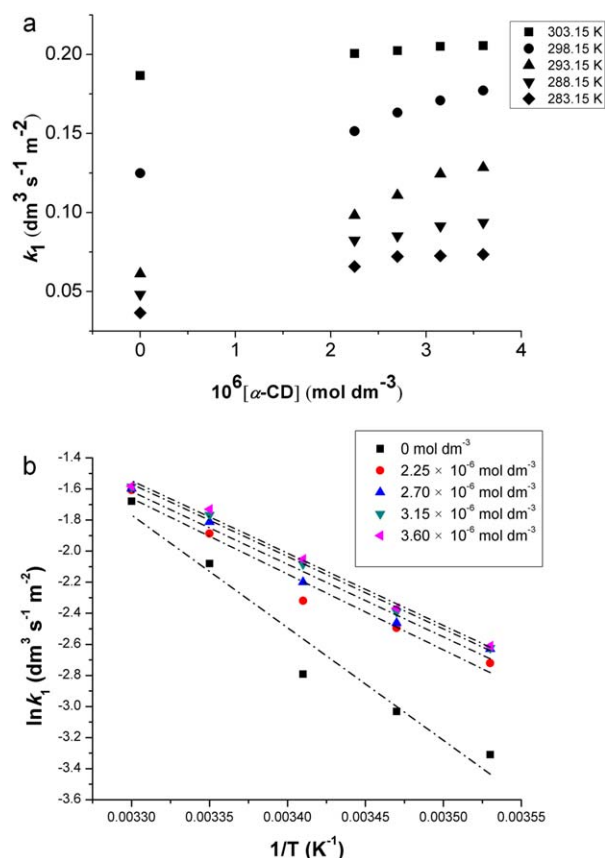 a
303.15 K
298.15 K
293.15 K
288.15 K
283.15 K
k₁ (dm³ s⁻¹ m⁻²)
0.20
0.15
0.10
0.05
0 1 2 3 4
10⁶[α-CD] (mol dm⁻³)
b
0 mol dm⁻³
2.25 × 10⁻⁶ mol dm⁻³
2.70 × 10⁻⁶ mol dm⁻³
3.15 × 10⁻⁶ mol dm⁻³
3.60 × 10⁻⁶ mol dm⁻³
lnk₁ (dm³ s⁻¹ m⁻²)
-1.4
-1.6
-1.8
-2.0
-2.2
-2.4
-2.6
-2.8
-3.0
-3.2
-3.4
-3.6
0.00330 0.00335 0.00340 0.00345 0.00350 0.00355
1/T (K⁻¹)